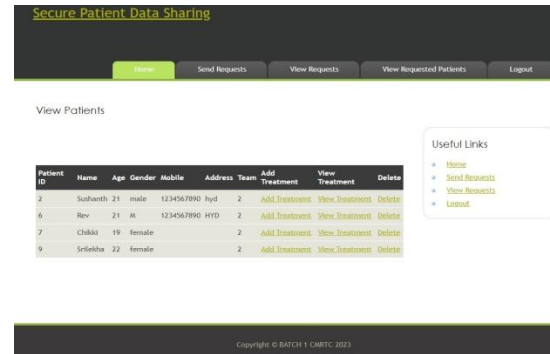 Secure Patient Data Sharing
Home Send Requests View Requests View Requested Patients Logout
View Patients
Patient ID Name Age Gender Mobile Address Team Add Treatment View Treatment Delete
2 Sushanth 21 male 1234567890 hyd 2 Add Treatment View Treatment Delete
6 Rev 21 M 1234567890 HYD 2 Add Treatment View Treatment Delete
7 Chikki 19 female 2 Add Treatment View Treatment Delete
9 Srilekha 22 female 2 Add Treatment View Treatment Delete
Useful Links
Home
Send Requests
View Requests
Logout
Copyright © BATCH 1 CMRTC 2023